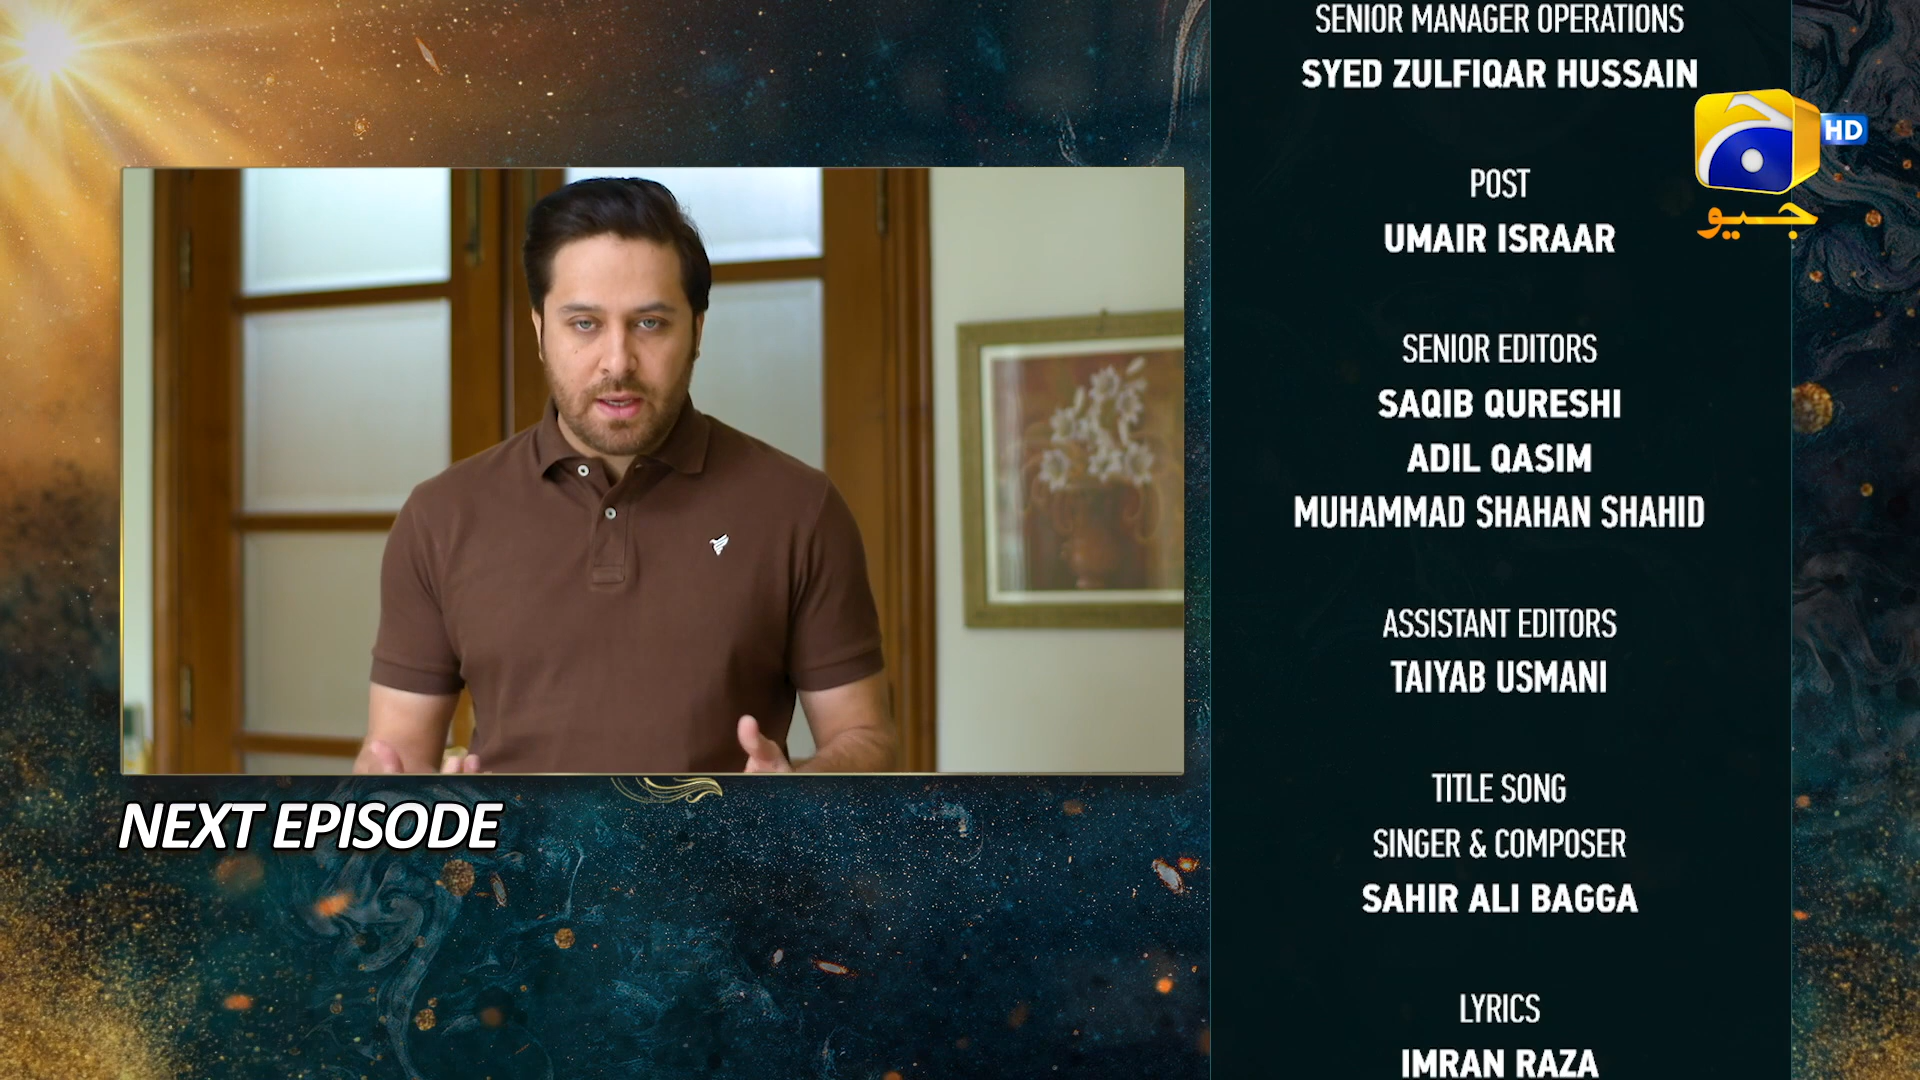 SENIOR MANAGER OPERATIONS
SYED ZULFIQAR HUSSAIN
HD
جیو
POST
UMAIR ISRAAR
SENIOR EDITORS
SAQIB QURESHI
ADIL QASIM
MUHAMMAD SHAHAN SHAHID
ASSISTANT EDITORS
TAIYAB USMANI
TITLE SONG
SINGER & COMPOSER
SAHIR ALI BAGGA
LYRICS
IMRAN RAZA
NEXT EPISODE